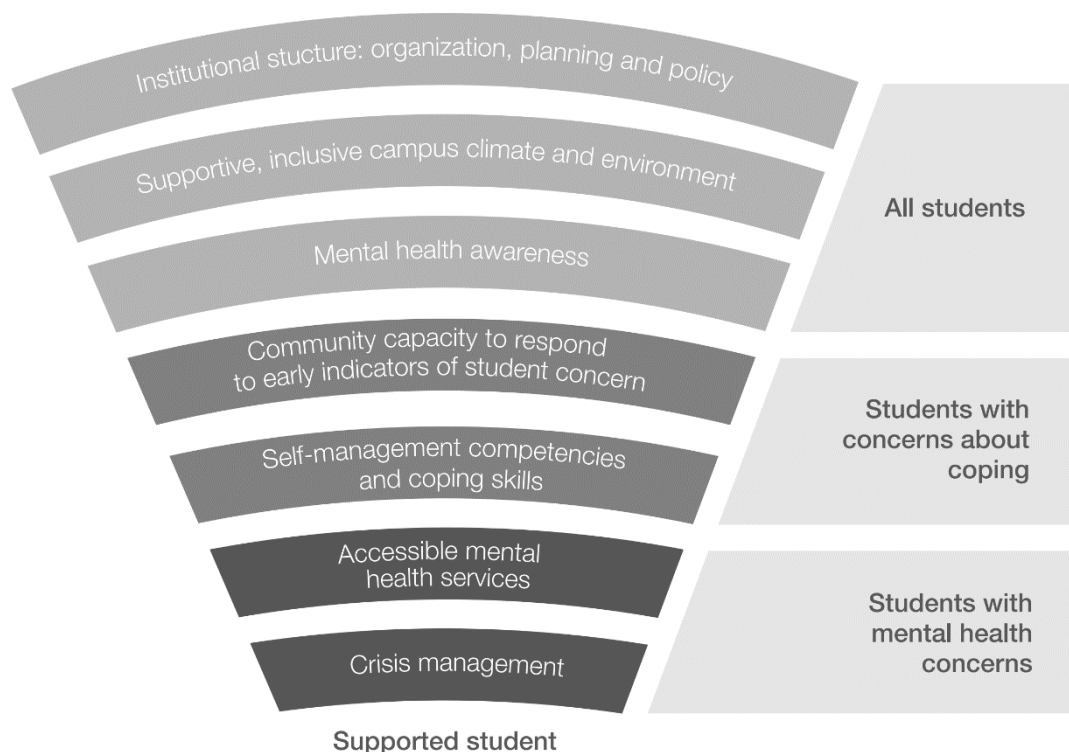 Institutional stucture: organization, planning and policy
Supportive, inclusive campus climate and environment
Mental health awareness
All students
Community capacity to respond
to early indicators of student concern
Self-management competencies
and coping skills
Students with
concerns about
coping
Accessible mental
health services
Crisis management
Students with
mental health
concerns
Supported student